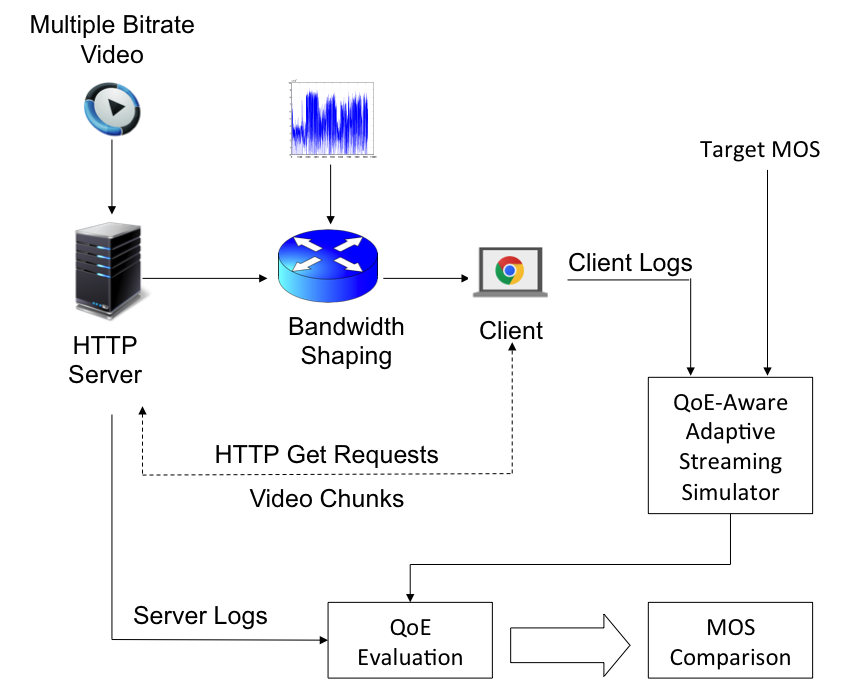 Multiple Bitrate
Video
Target MOS
Client Logs
Bandwidth
Shaping
Client
HTTP
Server
QoE-Aware
Adaptive
Streaming
Simulator
HTTP Get Requests
Video Chunks
Server Logs
QoE
Evaluation
MOS
Comparison